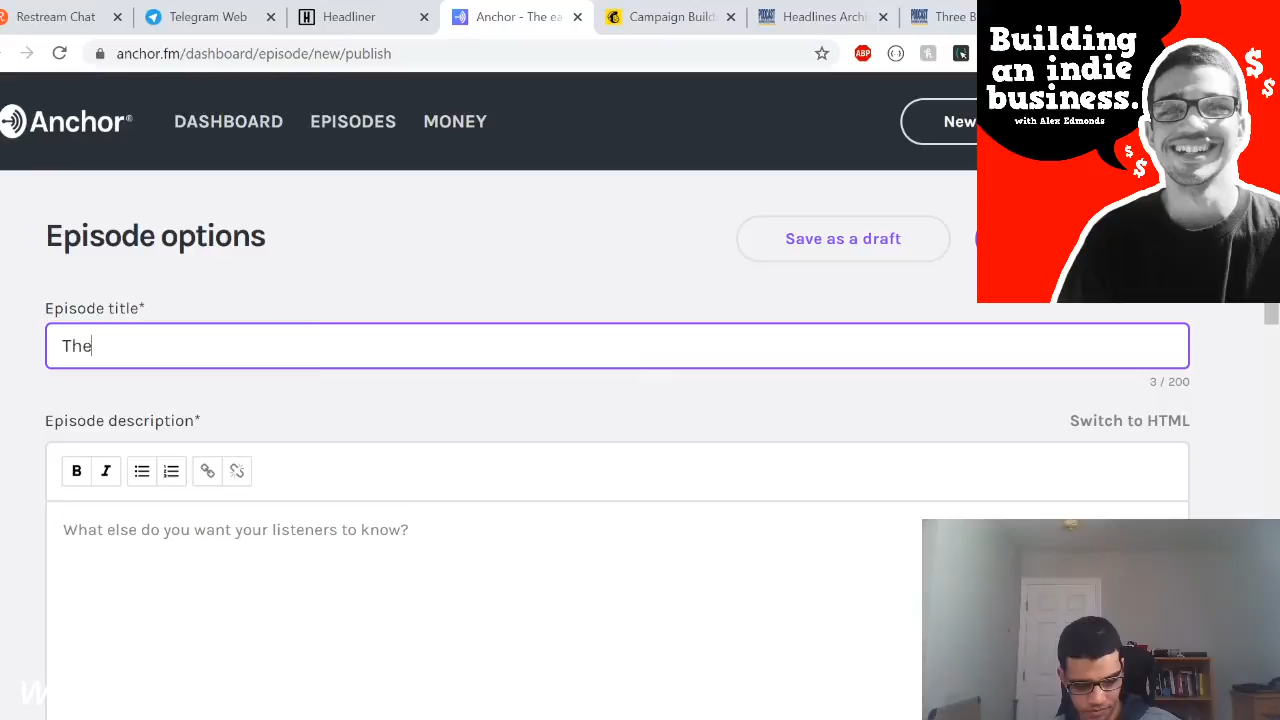 Restream Chat
Telegram Web
Headliner
Anchor - The ea
Campaign Build
Headlines Archi
Three B
anchor.fm/dashboard/episode/new/publish
ABP
Anchor
DASHBOARD
EPISODES
MONEY
New
Building
an indie
business.
with Alex Edmonds
Episode options
Save as a draft
Episode title*
The
3 / 200
Episode description*
Switch to HTML
B I
What else do you want your listeners to know?